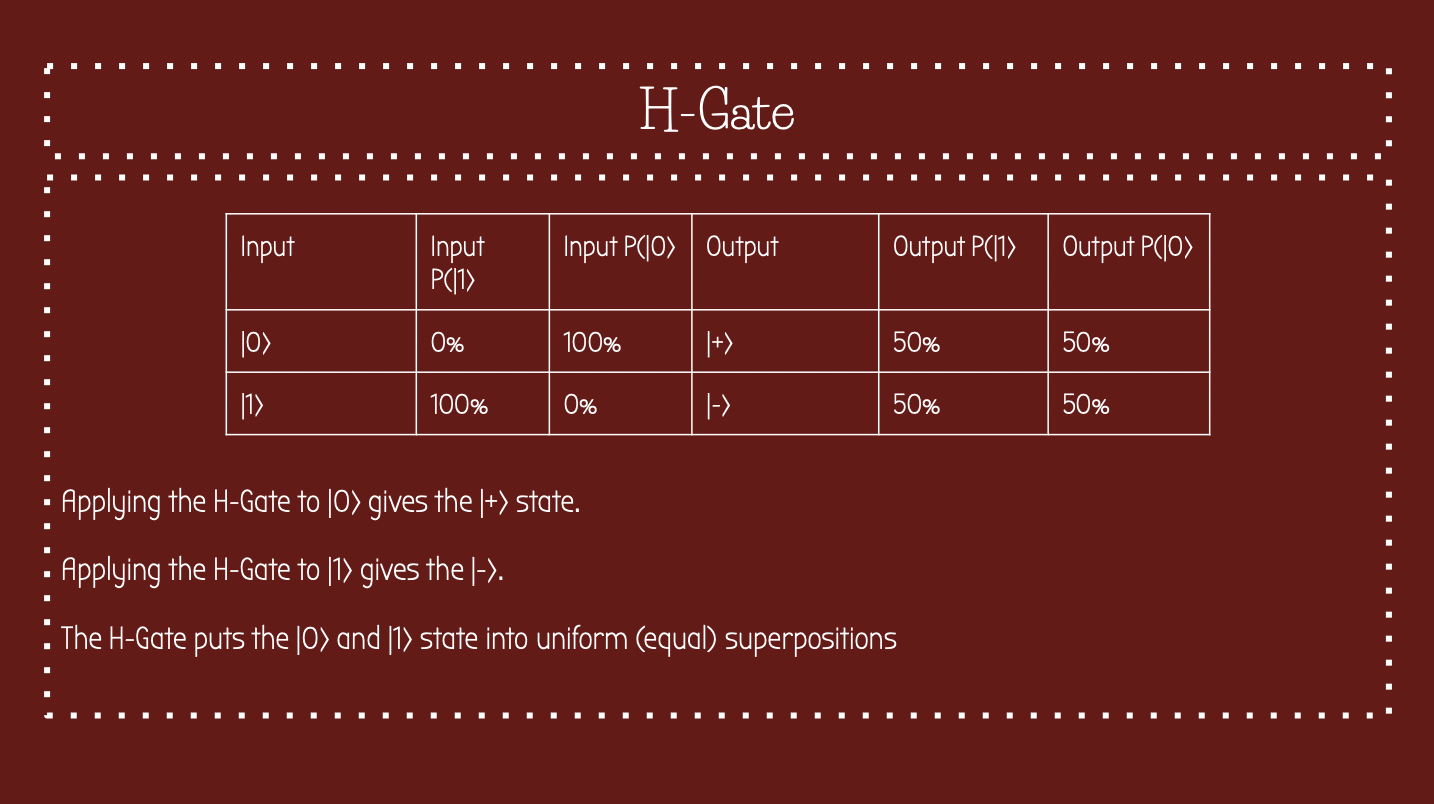 H-Gate
Input | Input P(|1⟩ | Input P(|0⟩ | Output | Output P(|1⟩ | Output P(|0⟩
|0⟩ | 0% | 100% | |+⟩ | 50% | 50%
|1⟩ | 100% | 0% | |-⟩ | 50% | 50%
Applying the H-Gate to |0⟩ gives the |+⟩ state.
Applying the H-Gate to |1⟩ gives the |-⟩.
The H-Gate puts the |0⟩ and |1⟩ state into uniform (equal) superpositions